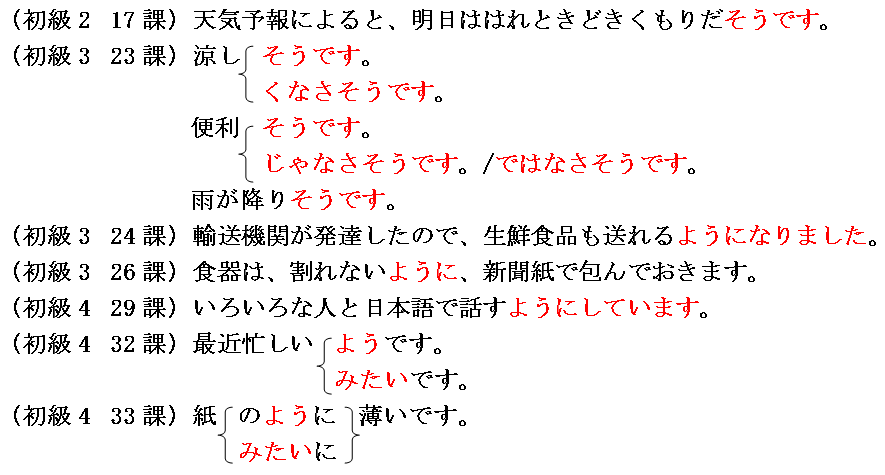 （初級２　17 課）天気予報によると、明日ははれときどきくもりだそうです。
（初級３　23 課）涼しそうです。
くなさそうです。
便利そうです。
じゃなさそうです。/ではなさそうです。
雨が降りそうです。
（初級３　24 課）輸送機関が発達したので、生鮮食品も送れるようになりました。
（初級３　26 課）食器は、割れないように、新聞紙で包んでおきます。
（初級４　29 課）いろいろな人と日本語で話すようにしています。
（初級４　32 課）最近忙しいようです。
みたいです。
（初級４　33 課）紙のように薄いです。
みたいに